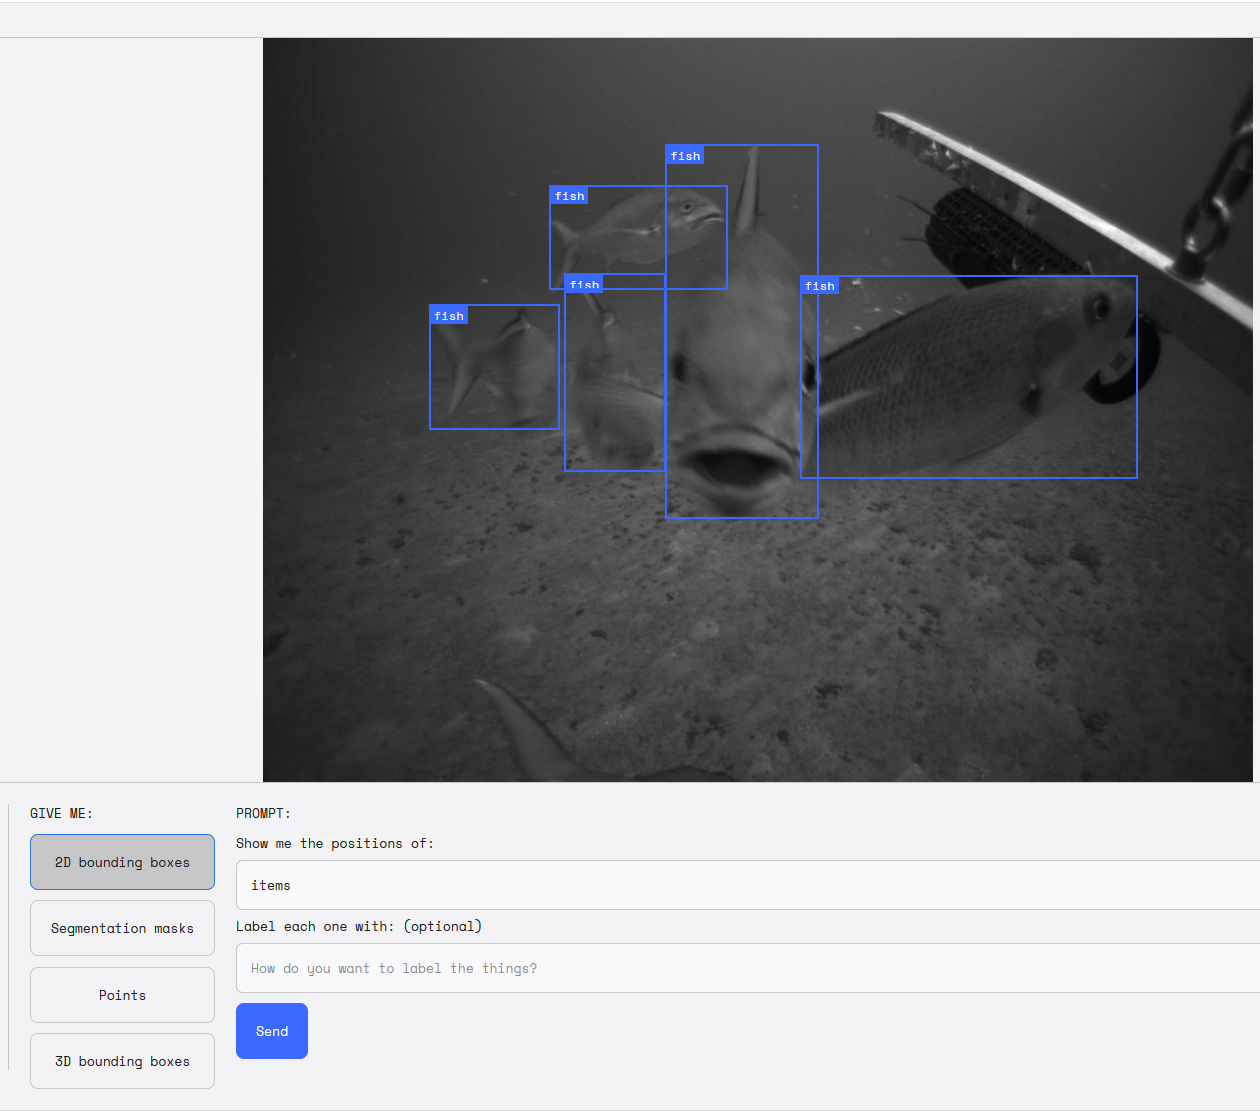 fish
fish
fish
fish
fish
GIVE ME:
2D bounding boxes
Segmentation masks
Points
3D bounding boxes
PROMPT:
Show me the positions of:
items
Label each one with: (optional)
How do you want to label the things?
Send